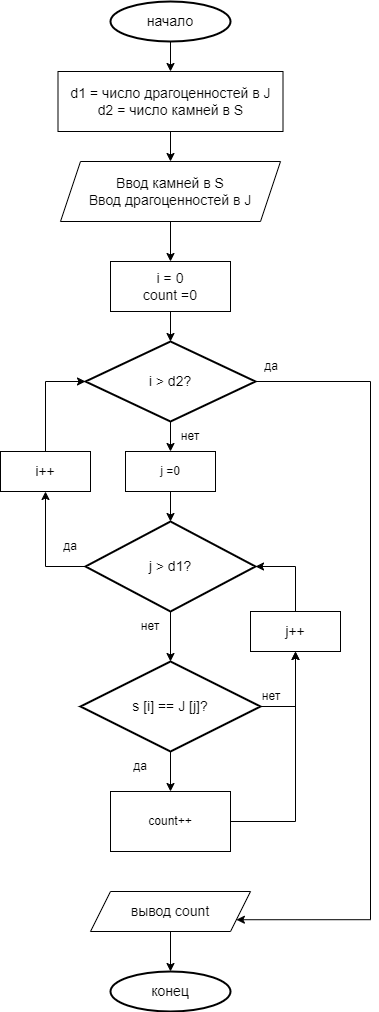 начало
d1 = число драгоценностей в J
d2 = число камней в S
Ввод камней в S
Ввод драгоценностей в J
i = 0
count =0
i > d2?
да
нет
i++
j =0
да
j > d1?
нет
j++
s [i] == J [j]?
нет
да
count++
вывод count
конец